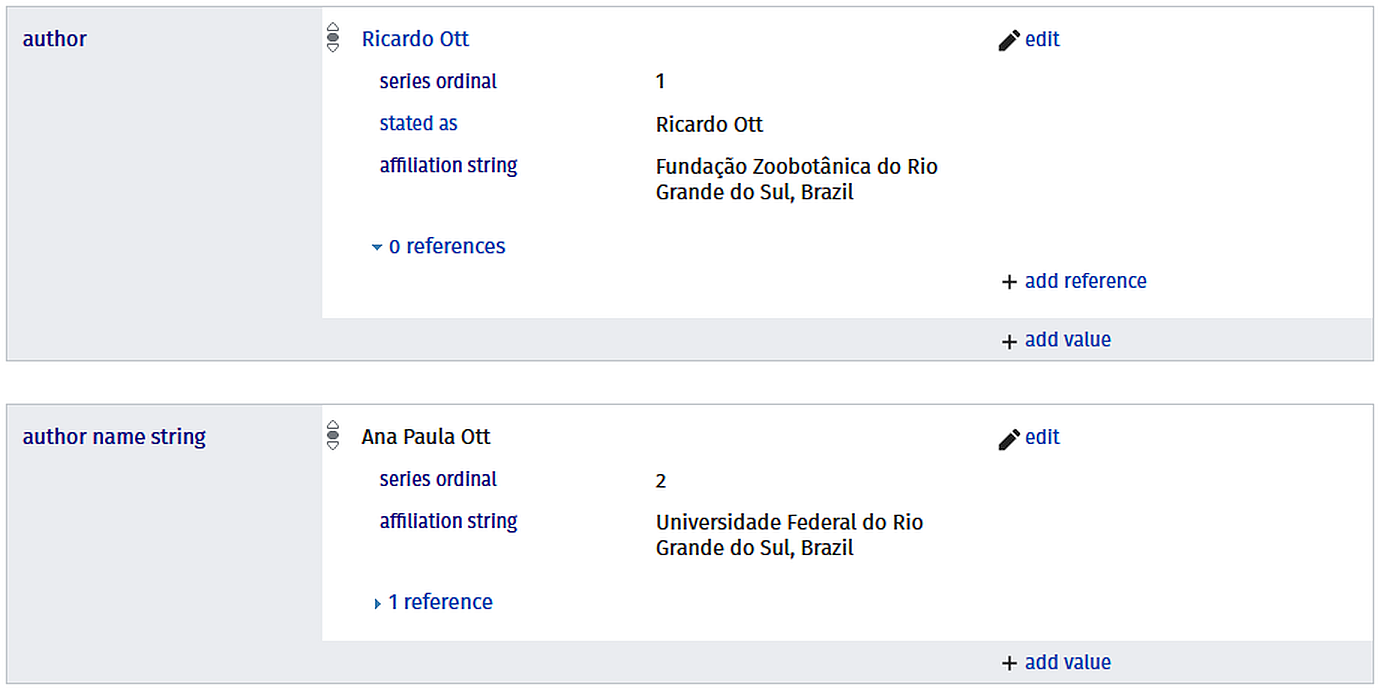 author
Ricardo Ott
edit
series ordinal
1
stated as
Ricardo Ott
affiliation string
Fundação Zoobotânica do Rio
Grande do Sul, Brazil
0 references
+ add reference
+ add value
author name string
Ana Paula Ott
edit
series ordinal
2
affiliation string
Universidade Federal do Rio
Grande do Sul, Brazil
1 reference
+ add value